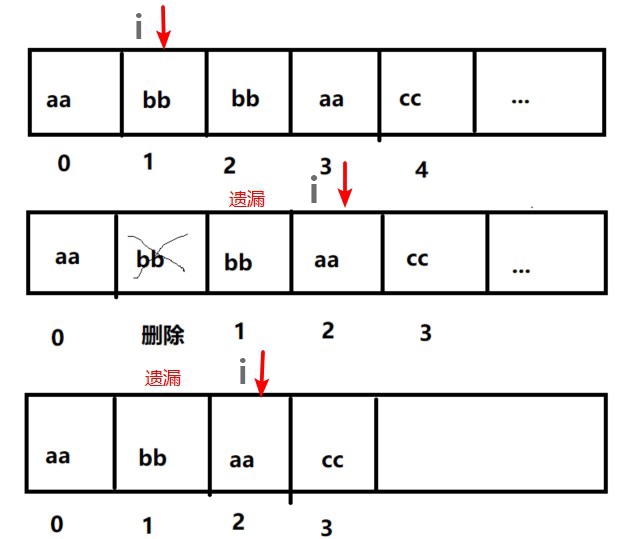 i
aa bb bb aa cc ...
0 1 2 3 4
遗漏 i
aa bb bb aa cc ...
0 删除 1 2 3
遗漏 i
aa bb aa cc
0 1 2 3